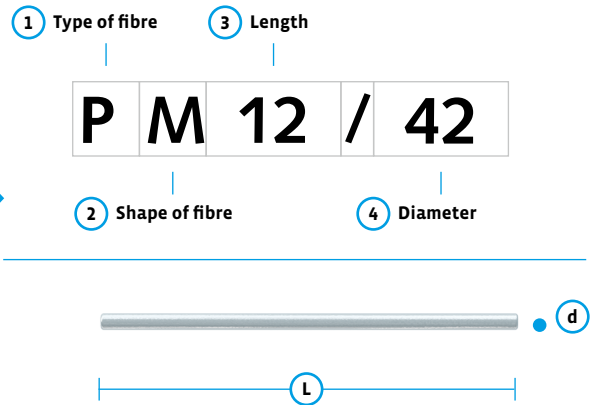 1 Type of fibre
3 Length
P M 12 / 42
2 Shape of fibre
4 Diameter
d
L